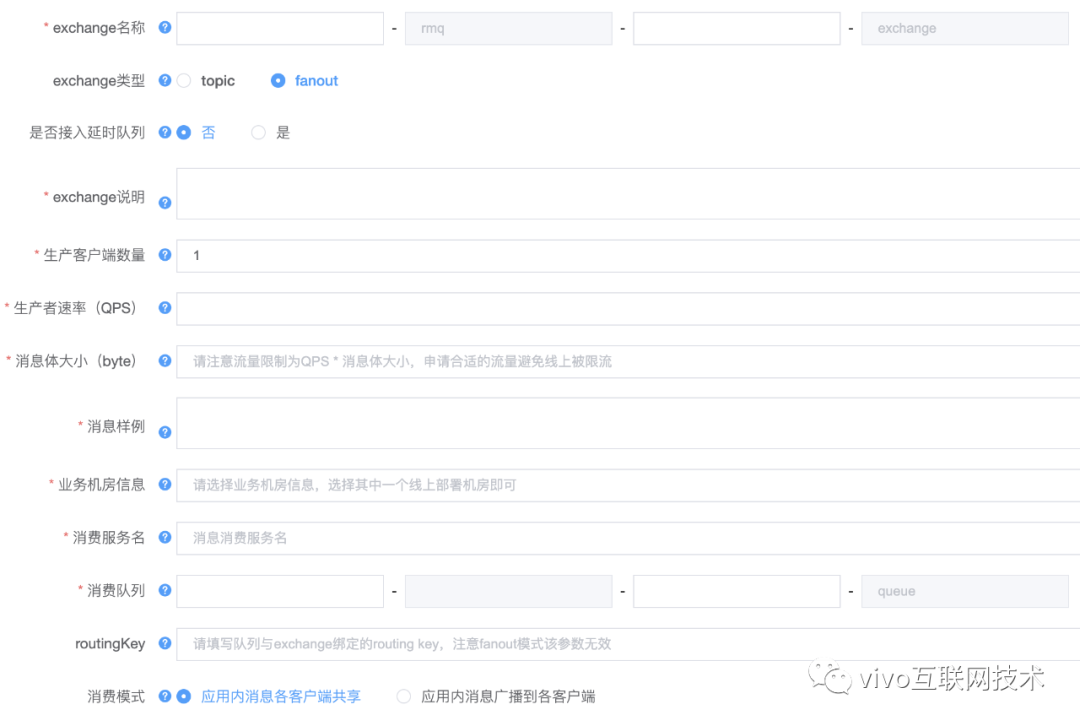 * exchange名称 ? - rmq - - exchange
exchange类型 ? topic fanout
是否接入延时队列 ? 否 是
* exchange说明 ?
* 生产客户端数量 ? 1
* 生产者速率（QPS） ?
* 消息体大小（byte） ? 请注意流量限制为QPS * 消息体大小，申请合适的流量避免线上被限流
* 消息样例 ?
* 业务机房信息 ? 请选择业务机房信息，选择其中一个线上部署机房即可
* 消费服务名 ? 消息消费服务名
* 消费队列 ? - - - queue
routingKey ? 请填写队列与exchange绑定的routing key，注意fanout模式该参数无效
消费模式 ? 应用内消息各客户端共享 应用内消息广播到各客户端
vivo互联网技术